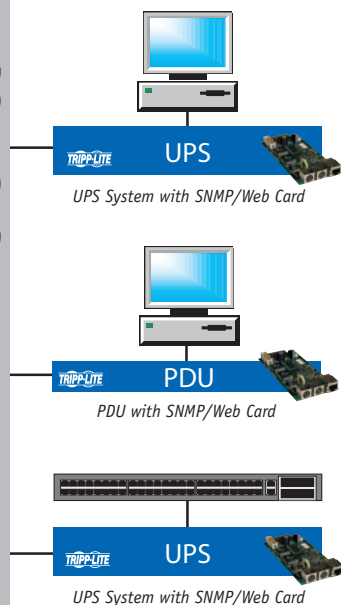 TRIPP·LITE
UPS
UPS System with SNMP/Web Card
TRIPP·LITE
PDU
PDU with SNMP/Web Card
TRIPP·LITE
UPS
UPS System with SNMP/Web Card